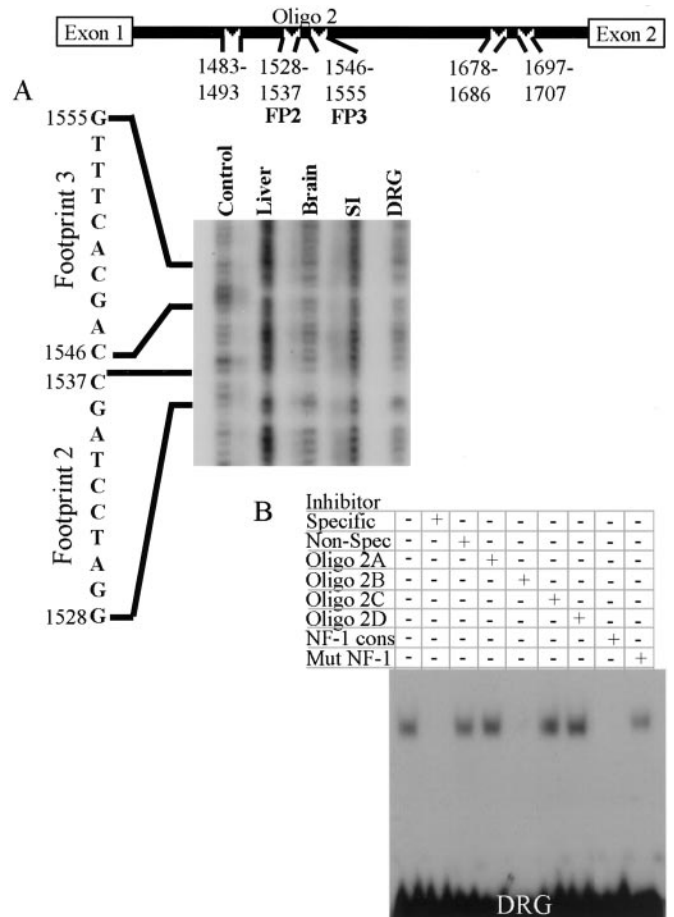 Oligo 2
Exon 1 Exon 2
1483- 1528- 1546- 1678- 1697-
1493 1537 1555 1686 1707
FP2 FP3
A
Control Liver Brain SI DRG
1555 G
T
T
T
C
A
C
G
A
1546 C
Footprint 3
1537 C
G
A
T
C
C
T
A
G
1528 G
Footprint 2
B
Inhibitor
Specific - + - - - - - - -
Non-Spec - - + - - - - - -
Oligo 2A - - - + - - - - -
Oligo 2B - - - - + - - - -
Oligo 2C - - - - - + - - -
Oligo 2D - - - - - - + - -
NF-1 cons - - - - - - - + -
Mut NF-1 - - - - - - - - +
DRG